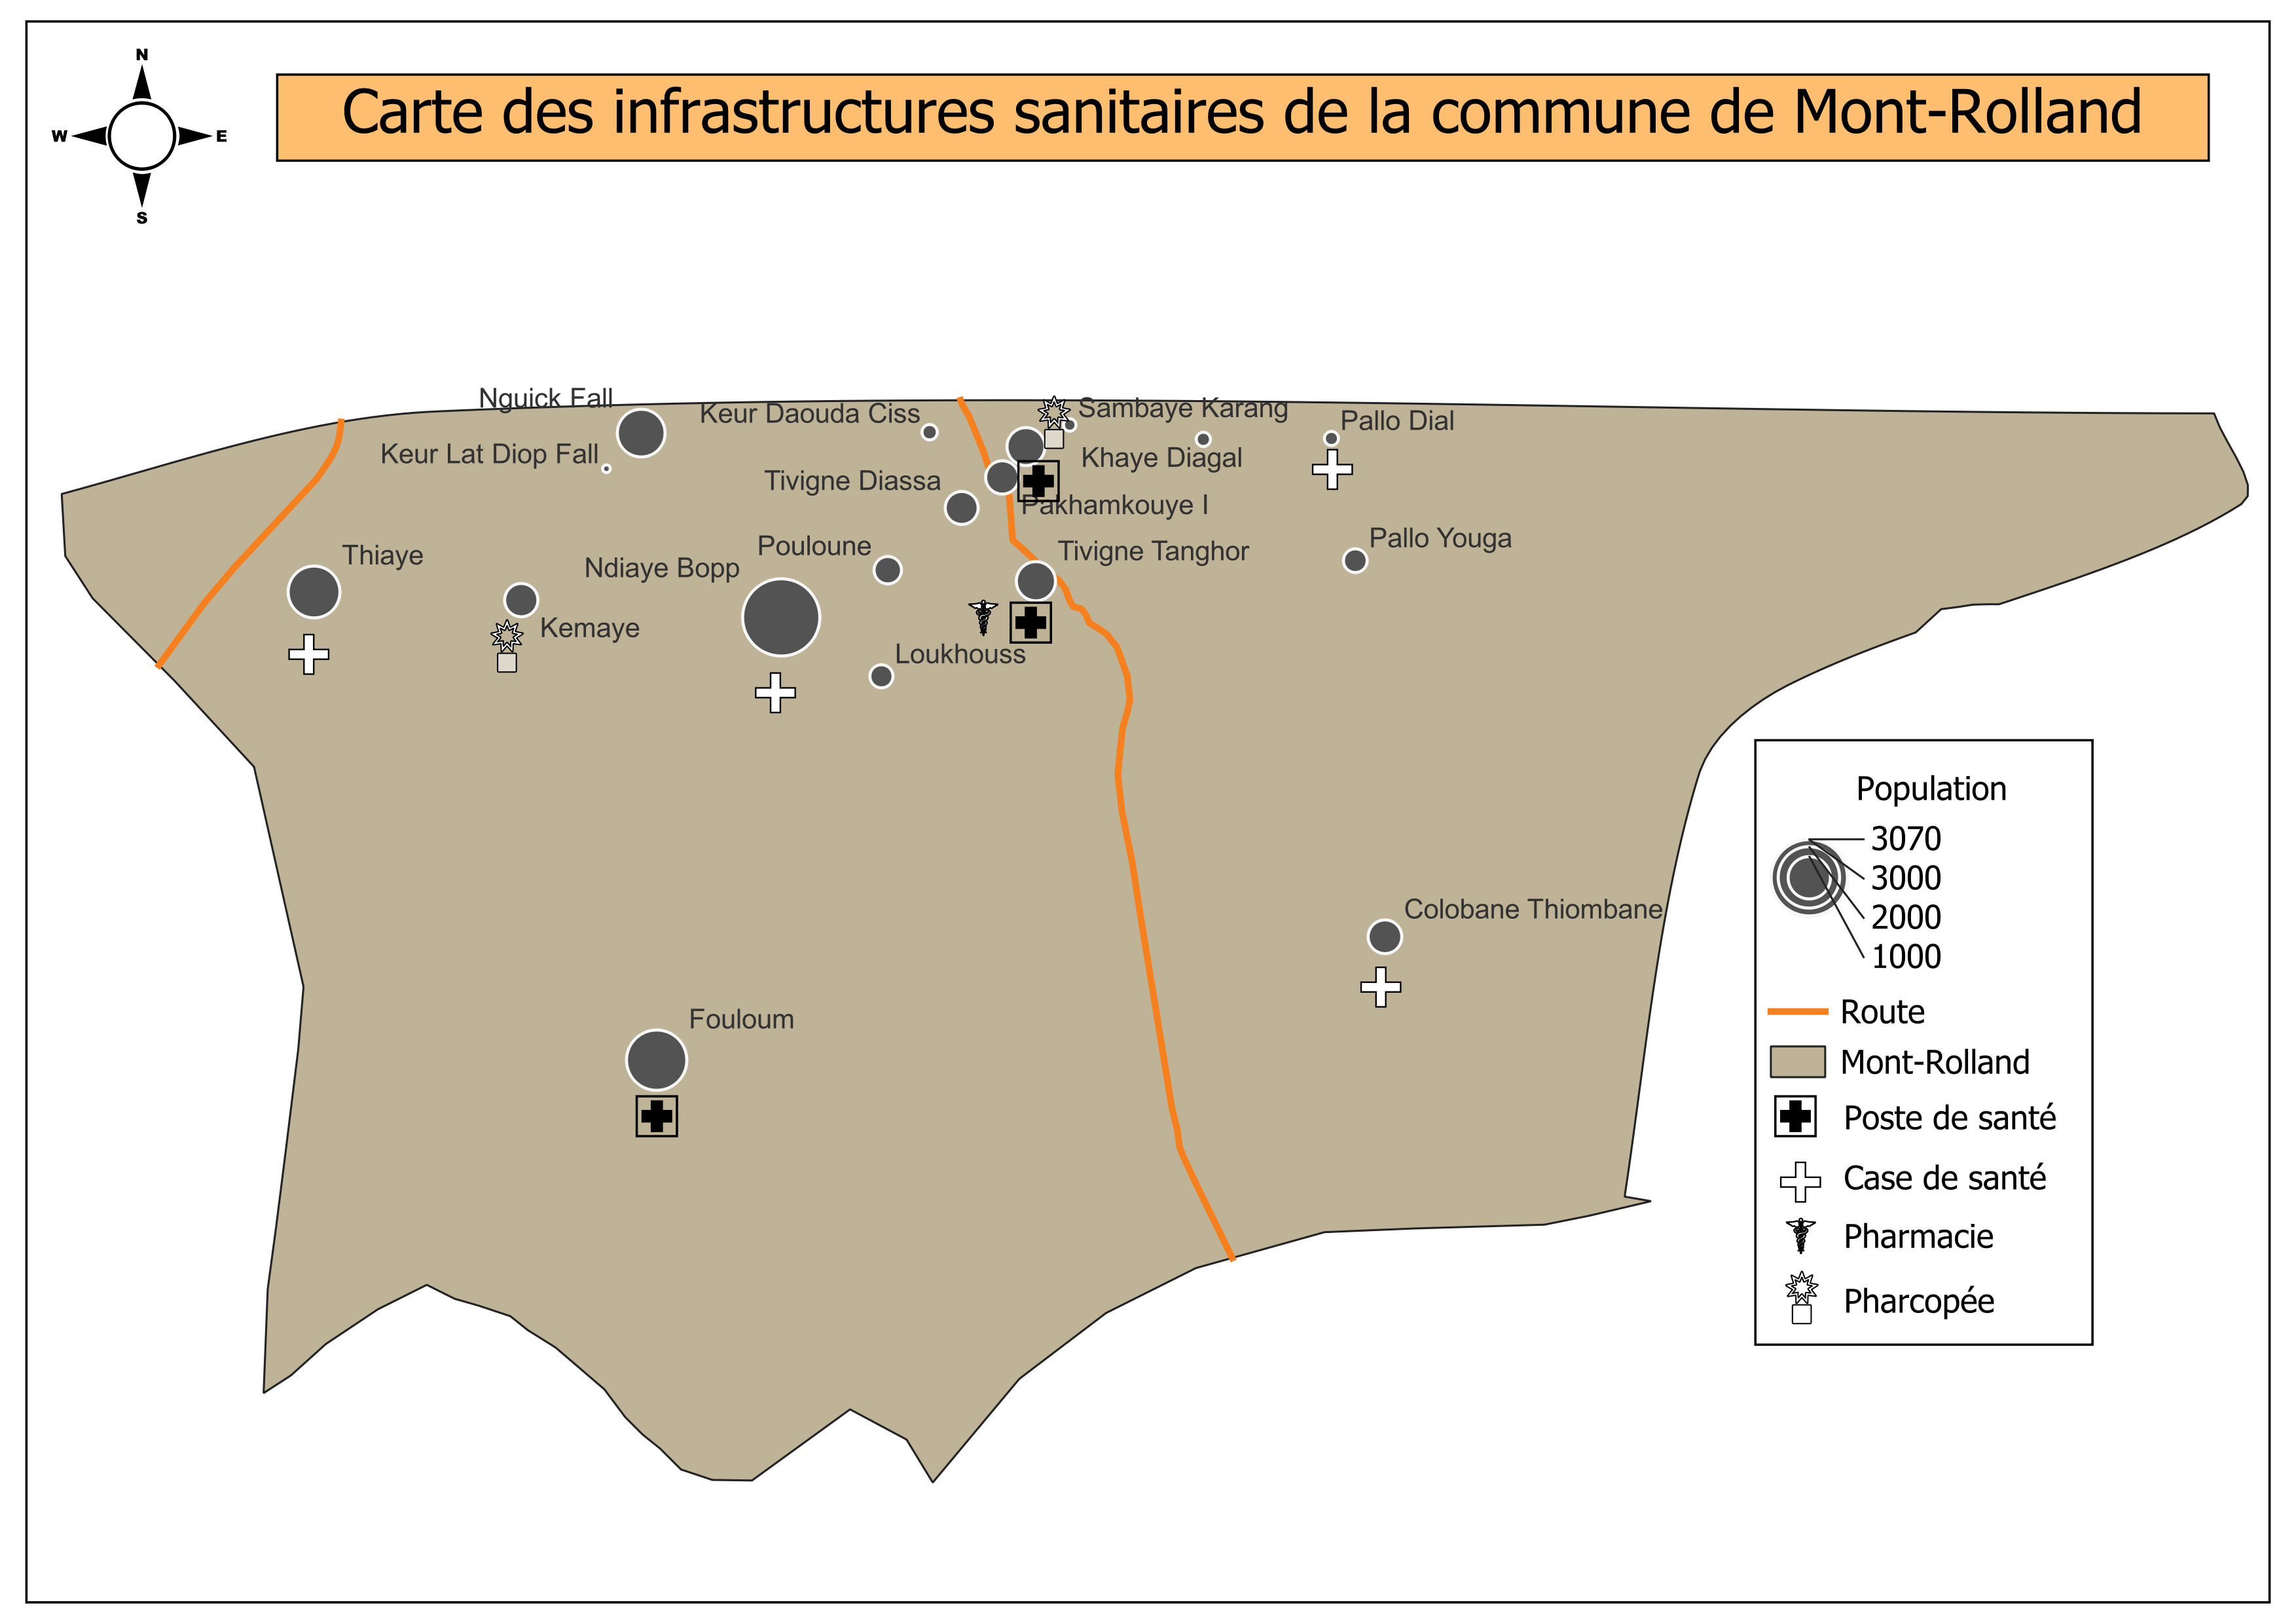 N
W
E
S
Carte des infrastructures sanitaires de la commune de Mont-Rolland
Nguick Fall
Keur Daouda Ciss
Sambaye Karang
Pallo Dial
Keur Lat Diop Fall
Khaye Diagal
Tivigne Diassa
Pakhamkouye I
Pallo Youga
Thiaye
Pouloune
Tivigne Tanghor
Ndiaye Bopp
Kemaye
Loukhouss
Colobane Thiombane
Fouloum
Population
3070
3000
2000
1000
Route
Mont-Rolland
Poste de santé
Case de santé
Pharmacie
Pharcopée